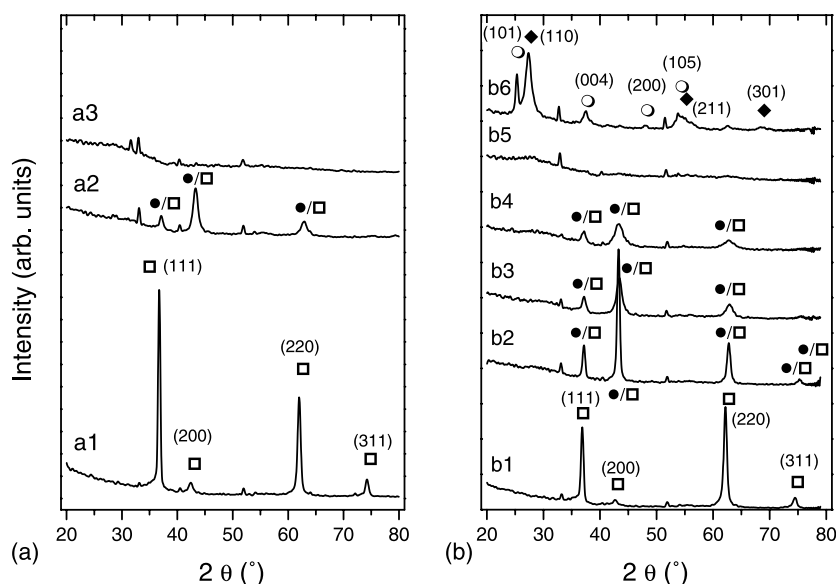 Intensity (arb. units)
a3
a2
●/□
●/□
●/□
□ (111)
(220)
□
a1
(200)
□
(311)
□
20 30 40 50 60 70 80
2 θ (°)
(a)
(101) ◆ (110)
b6
(004)
(200)
(105)
◆ (211)
(301)
◆
b5
b4
●/□
●/□
●/□
b3
●/□
●/□
●/□
b2
●/□
●/□
●/□
●/□
●/□
(111)
□
□
(220)
b1
(200)
□
(311)
□
20 30 40 50 60 70 80
2 θ (°)
(b)